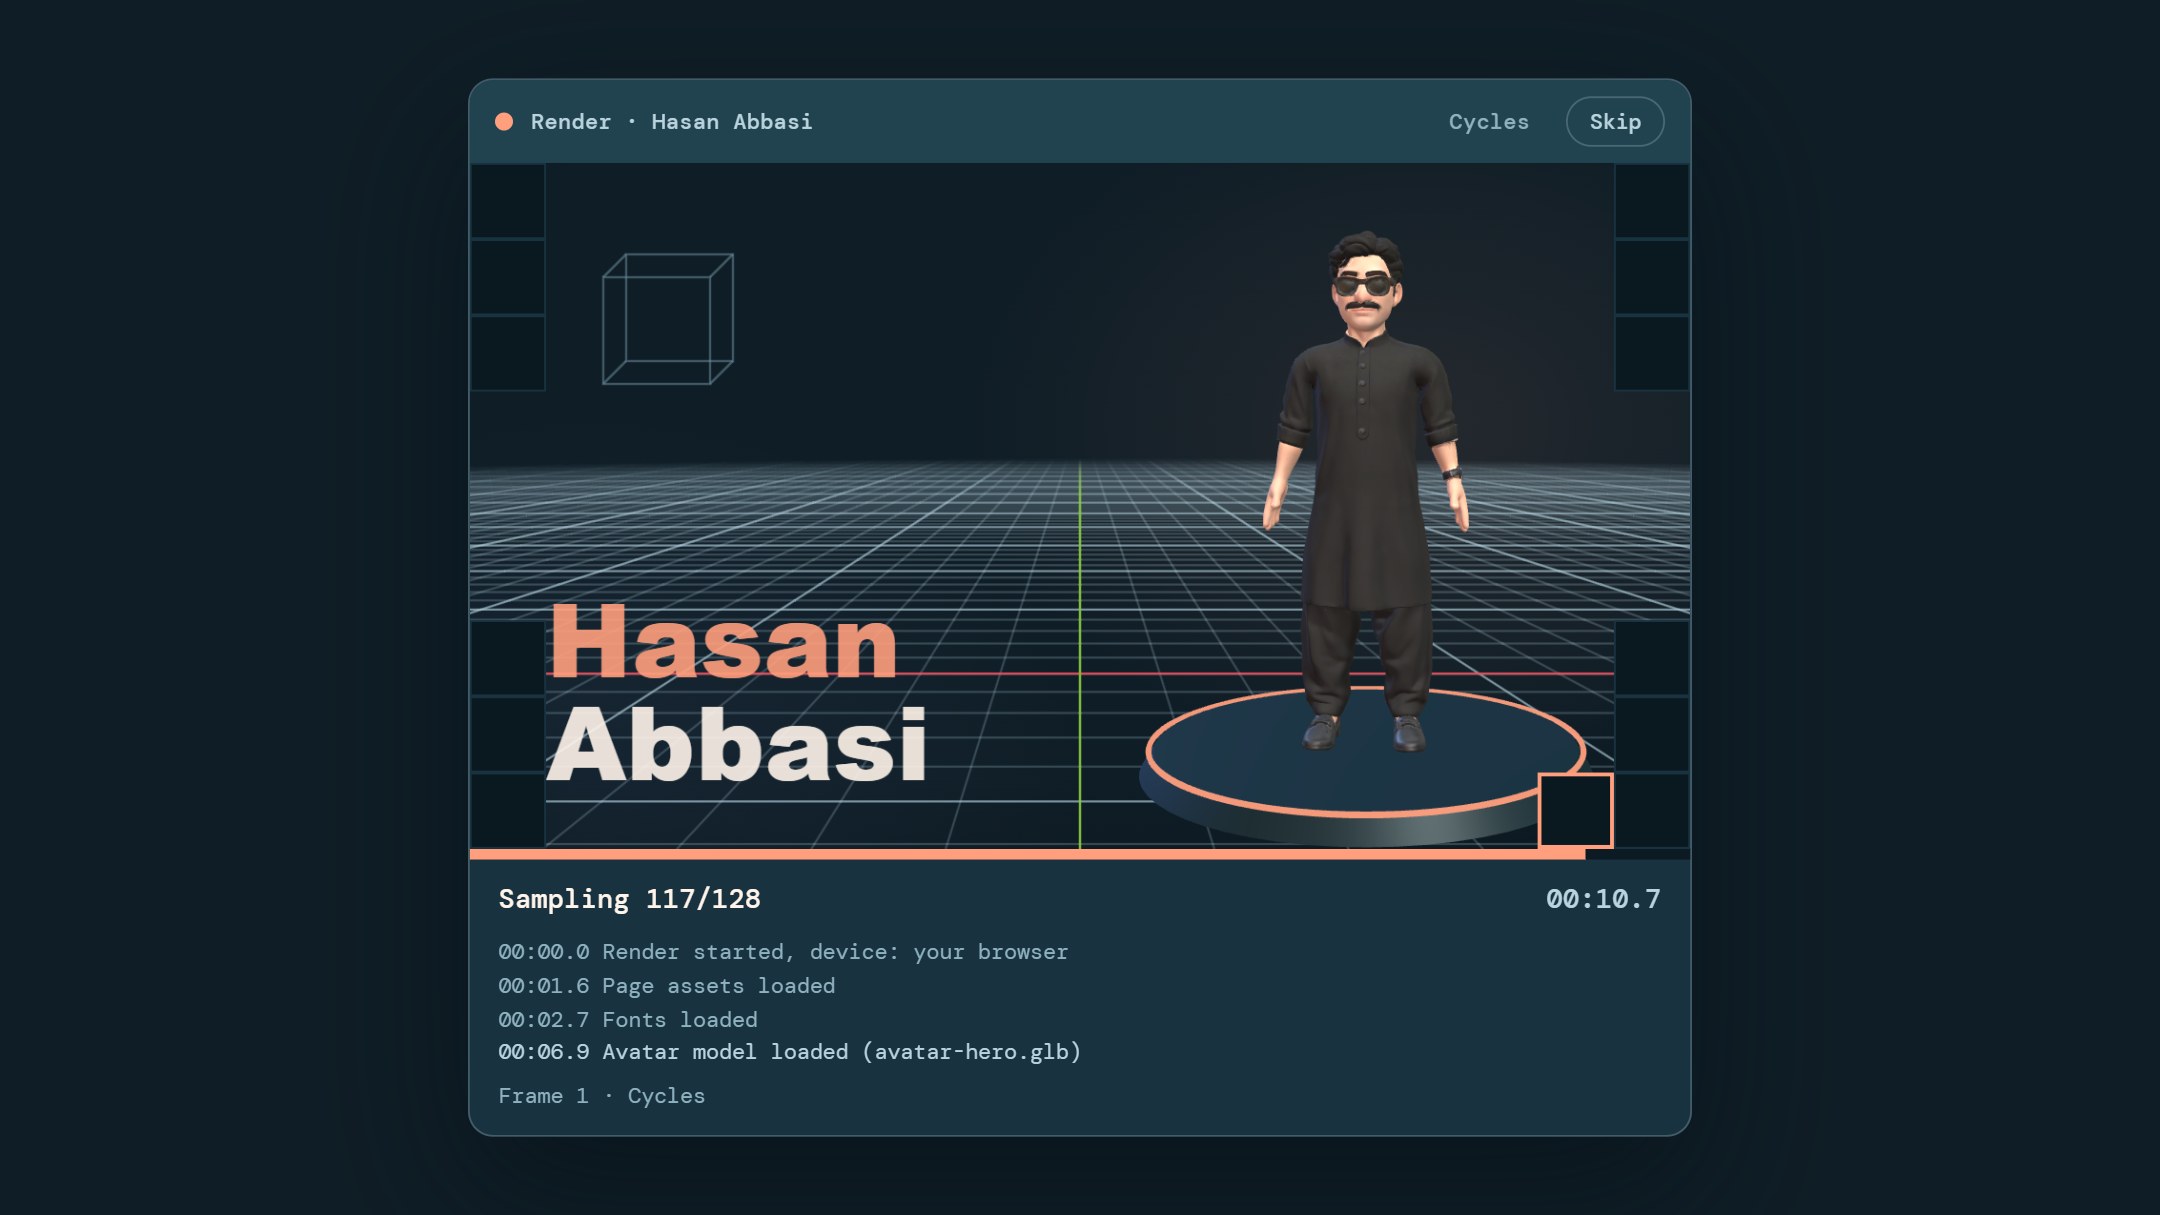 Render · Hasan Abbasi
Cycles
Skip
Hasan
Abbasi
Sampling 117/128
00:10.7
00:00.0 Render started, device: your browser
00:01.6 Page assets loaded
00:02.7 Fonts loaded
00:06.9 Avatar model loaded (avatar-hero.glb)
Frame 1 · Cycles